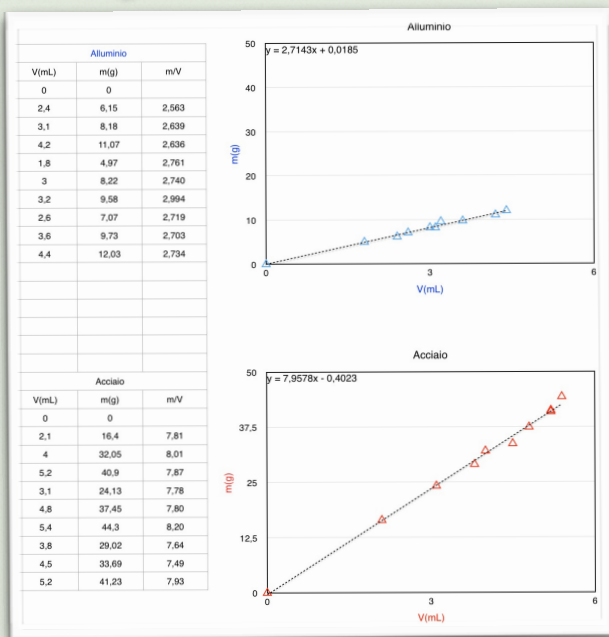 Alluminio
V(mL) m(g) m/V
0 0
2,4 6,15 2,563
3,1 8,18 2,639
4,2 11,07 2,636
1,8 4,97 2,761
3 8,22 2,740
3,2 9,58 2,994
2,6 7,07 2,719
3,6 9,73 2,703
4,4 12,03 2,734
Alluminio
y = 2,7143x + 0,0185
50
40
30
20
10
0
m(g)
0 3 6
V(mL)
Acciaio
V(mL) m(g) m/V
0 0
2,1 16,4 7,81
4 32,05 8,01
5,2 40,9 7,87
3,1 24,13 7,78
4,8 37,45 7,80
5,4 44,3 8,20
3,8 29,02 7,64
4,5 33,69 7,49
5,2 41,23 7,93
Acciaio
y = 7,9578x - 0,4023
50
37,5
25
12,5
0
m(g)
0 3 6
V(mL)